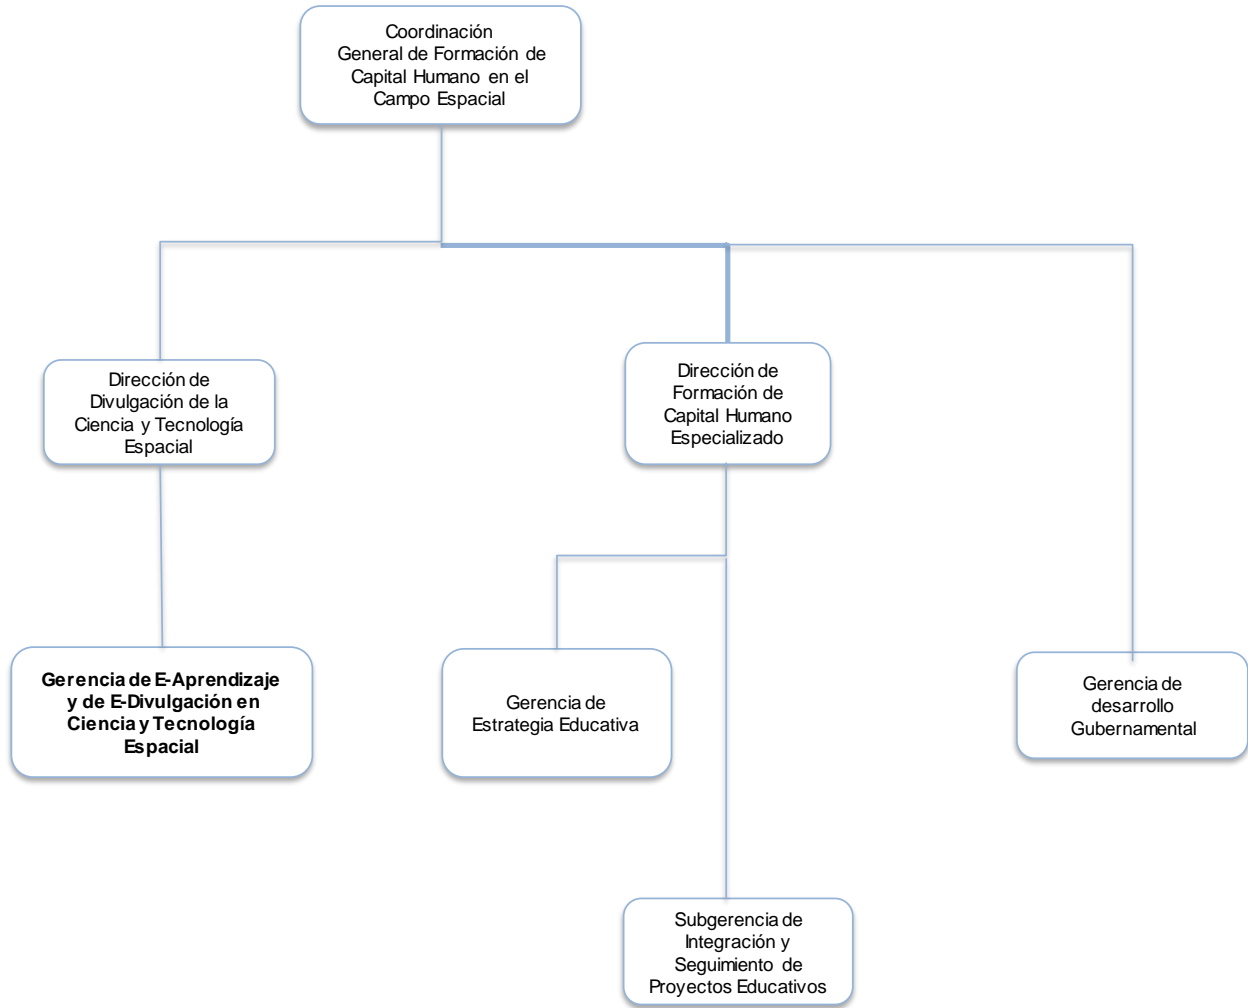 Coordinación
General de Formación de
Capital Humano en el
Campo Espacial
Dirección de
Divulgación de la
Ciencia y Tecnología
Espacial
Dirección de
Formación de
Capital Humano
Especializado
Gerencia de E-Aprendizaje
y de E-Divulgación en
Ciencia y Tecnología
Espacial
Gerencia de
Estrategia Educativa
Gerencia de
desarrollo
Gubernamental
Subgerencia de
Integración y
Seguimiento de
Proyectos Educativos